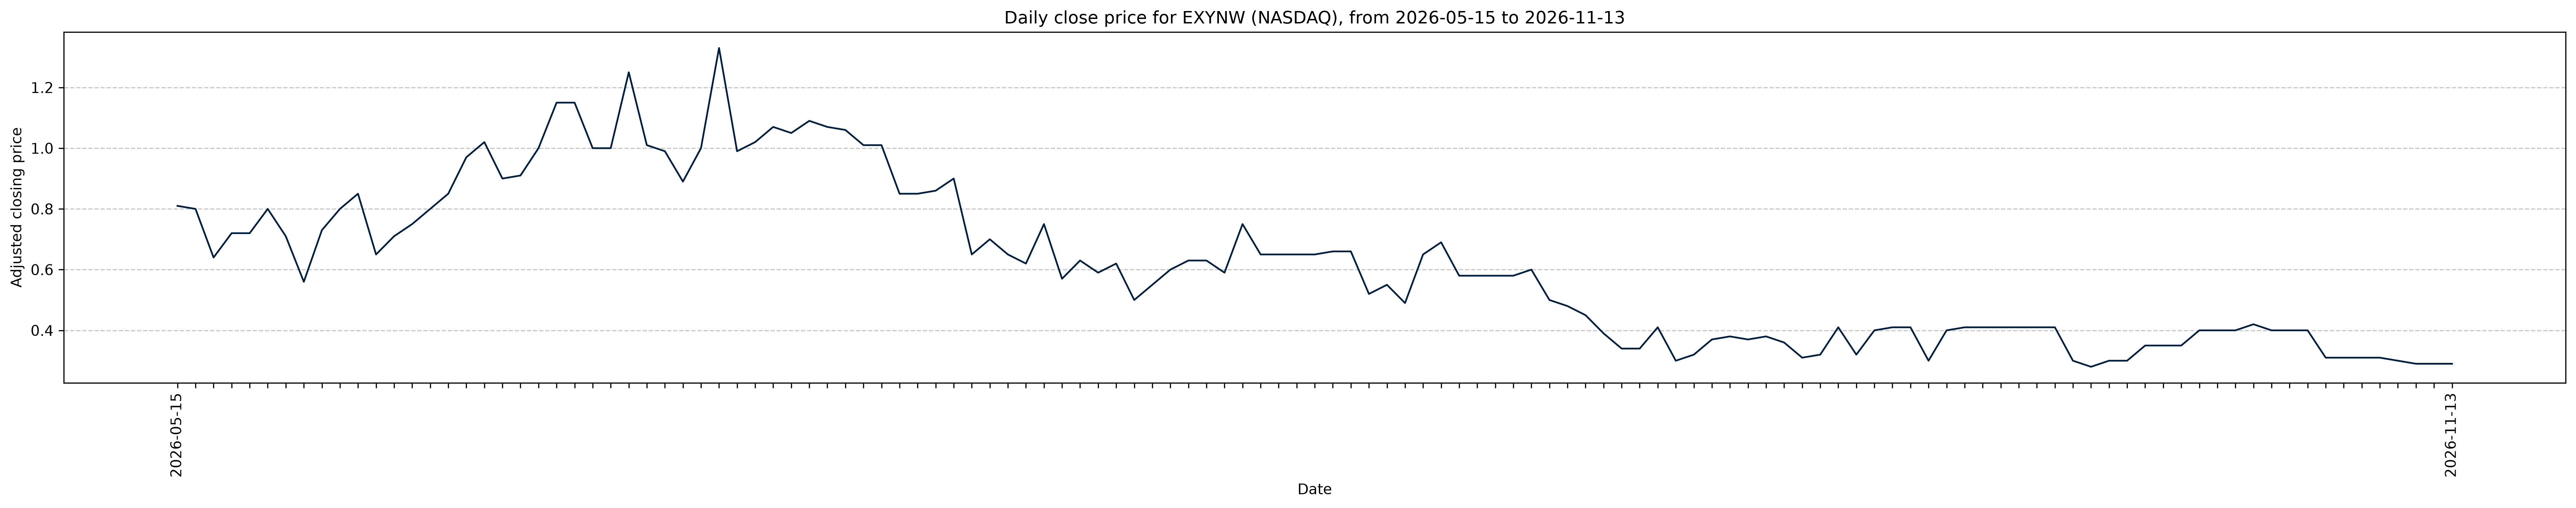 Daily close price for EXYNW (NASDAQ), from 2026-05-15 to 2026-11-13
Adjusted closing price
1.2
1.0
0.8
0.6
0.4
2026-05-15
2026-11-13
Date